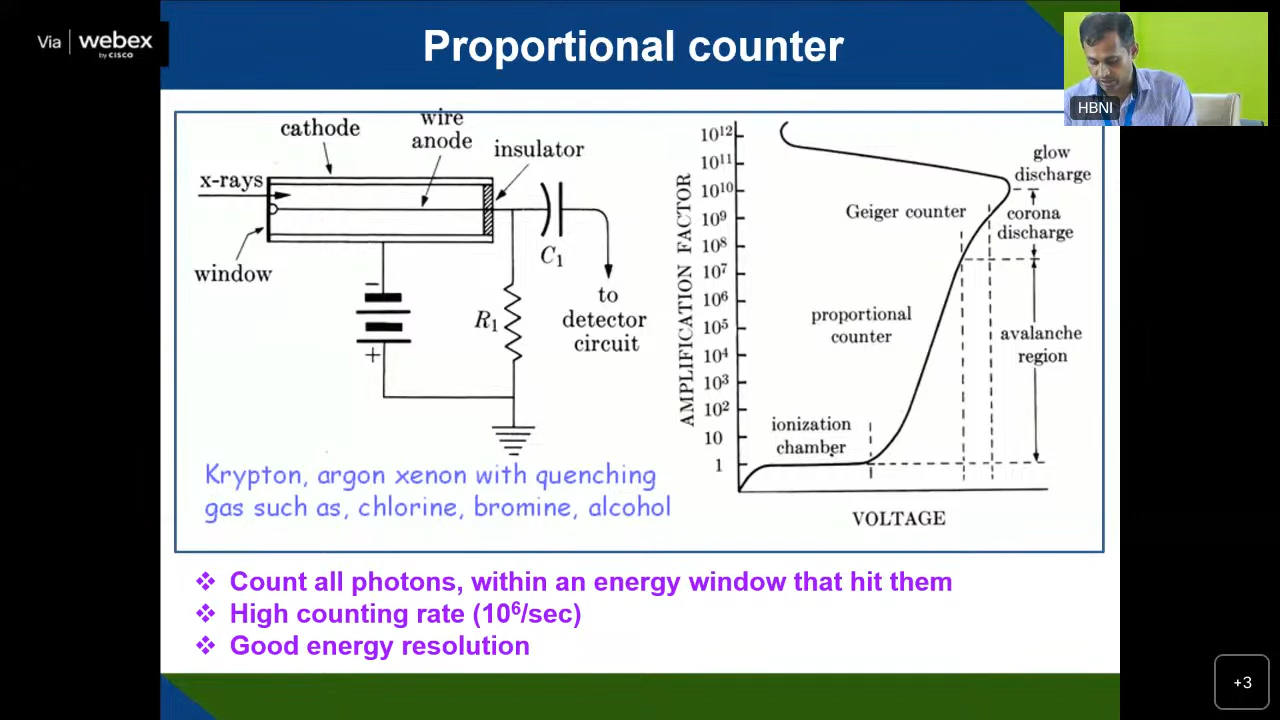 Via webex
by CISCO
Proportional counter
HBNI
cathode
wire
anode
insulator
x-rays
window
C₁
R₁
−
+
to
detector
circuit
Krypton, argon xenon with quenching
gas such as, chlorine, bromine, alcohol
AMPLIFICATION FACTOR
10¹²
10¹¹
10¹⁰
10⁹
10⁸
10⁷
10⁶
10⁵
10⁴
10³
10²
10
1
glow
discharge
Geiger counter
corona
discharge
proportional
counter
avalanche
region
ionization
chamber
VOLTAGE
❖ Count all photons, within an energy window that hit them
❖ High counting rate (10⁶/sec)
❖ Good energy resolution
+3